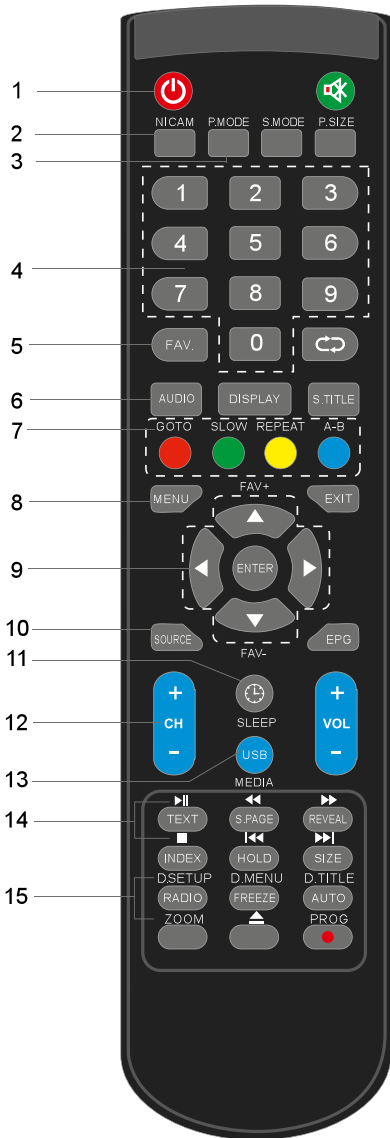 1
2 NICAM P.MODE S.MODE P.SIZE
3
1 2 3
4 4 5 6
7 8 9
5 FAV. 0
6 AUDIO DISPLAY S.TITLE
7 GOTO SLOW REPEAT A-B
FAV+
8 MENU EXIT
9 ENTER
10 SOURCE EPG
FAV-
11
SLEEP
12 + CH - + VOL -
13 USB
MEDIA
14 TEXT S.PAGE REVEAL
INDEX HOLD SIZE
D.SETUP D.MENU D.TITLE
15 RADIO FREEZE AUTO
ZOOM PROG